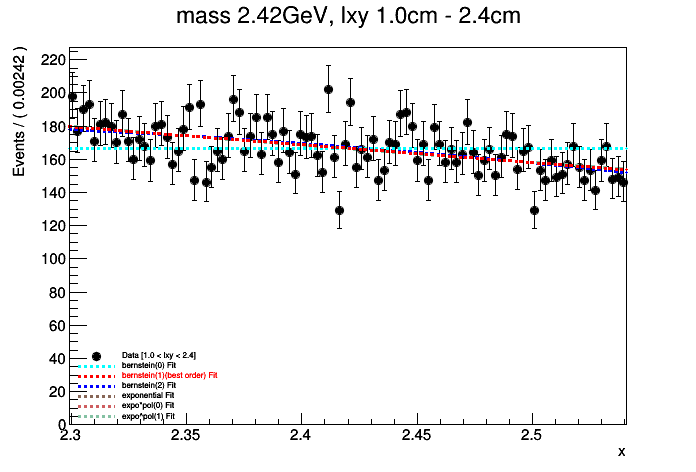 mass 2.42GeV, lxy 1.0cm - 2.4cm
Events / ( 0.00242 )
220
200
180
160
140
120
100
80
60
40
20
0
Data [1.0 < lxy < 2.4]
bernstein(0) Fit
bernstein(1)(best order) Fit
bernstein(2) Fit
exponential Fit
expo*pol(0) Fit
expo*pol(1) Fit
2.3 2.35 2.4 2.45 2.5
x